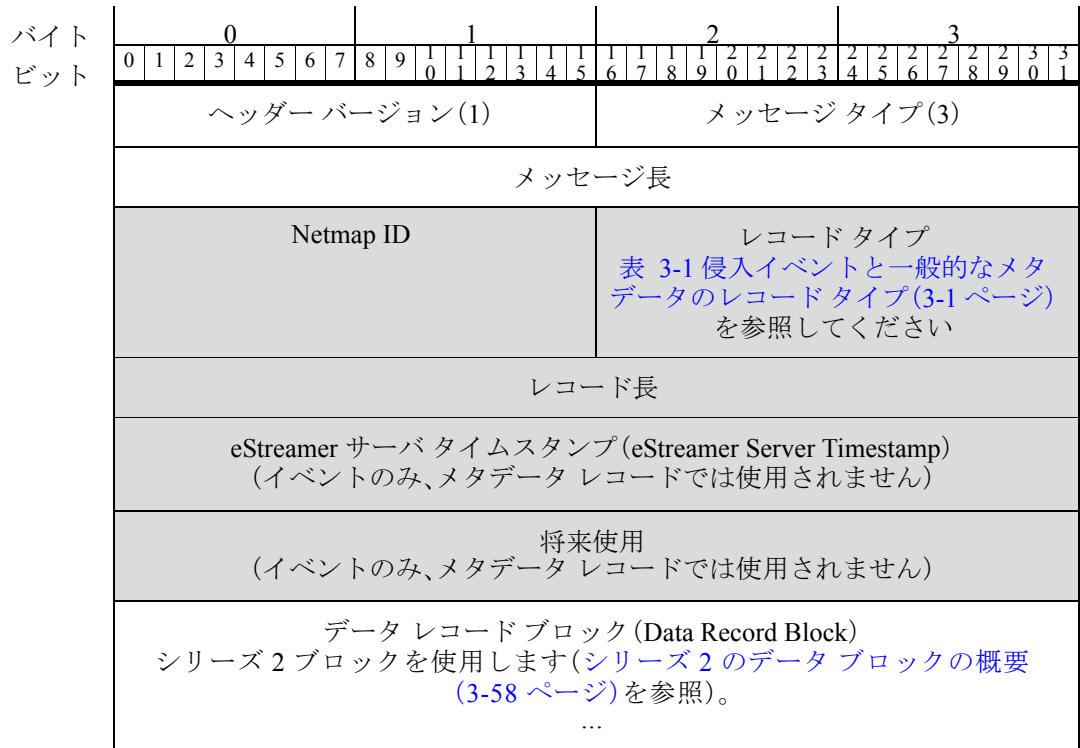 バイト 0 1 2 3
ビット 0 1 2 3 4 5 6 7 8 9 10 11 12 13 14 15 16 17 18 19 20 21 22 23 24 25 26 27 28 29 30 31
ヘッダー バージョン(1) メッセージ タイプ(3)
メッセージ長
Netmap ID レコード タイプ
表 3-1 侵入イベントと一般的なメタ
データのレコード タイプ(3-1 ページ)
を参照してください
レコード長
eStreamer サーバ タイムスタンプ(eStreamer Server Timestamp)
(イベントのみ、メタデータ レコードでは使用されません)
将来使用
(イベントのみ、メタデータ レコードでは使用されません)
データ レコード ブロック(Data Record Block)
シリーズ 2 ブロックを使用します(シリーズ 2 のデータ ブロックの概要
(3-58 ページ)を参照)。
...